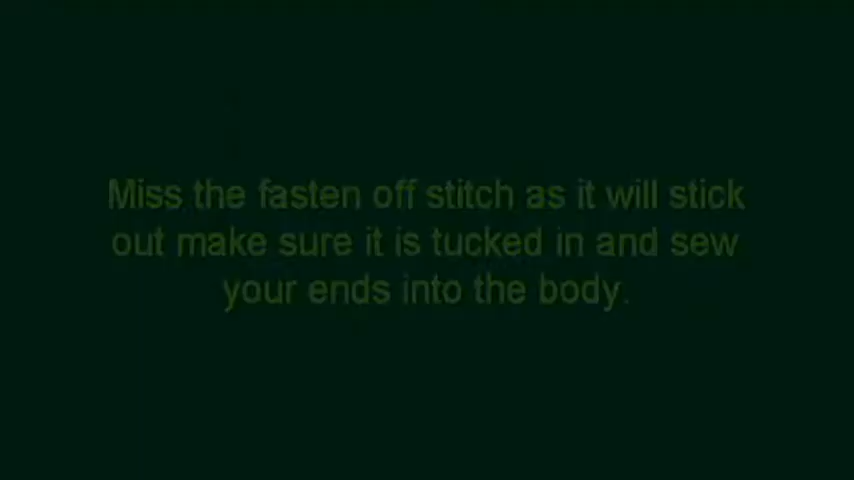 Miss the fasten off stitch as it will stick
out make sure it is tucked in and sew
your ends into the body.